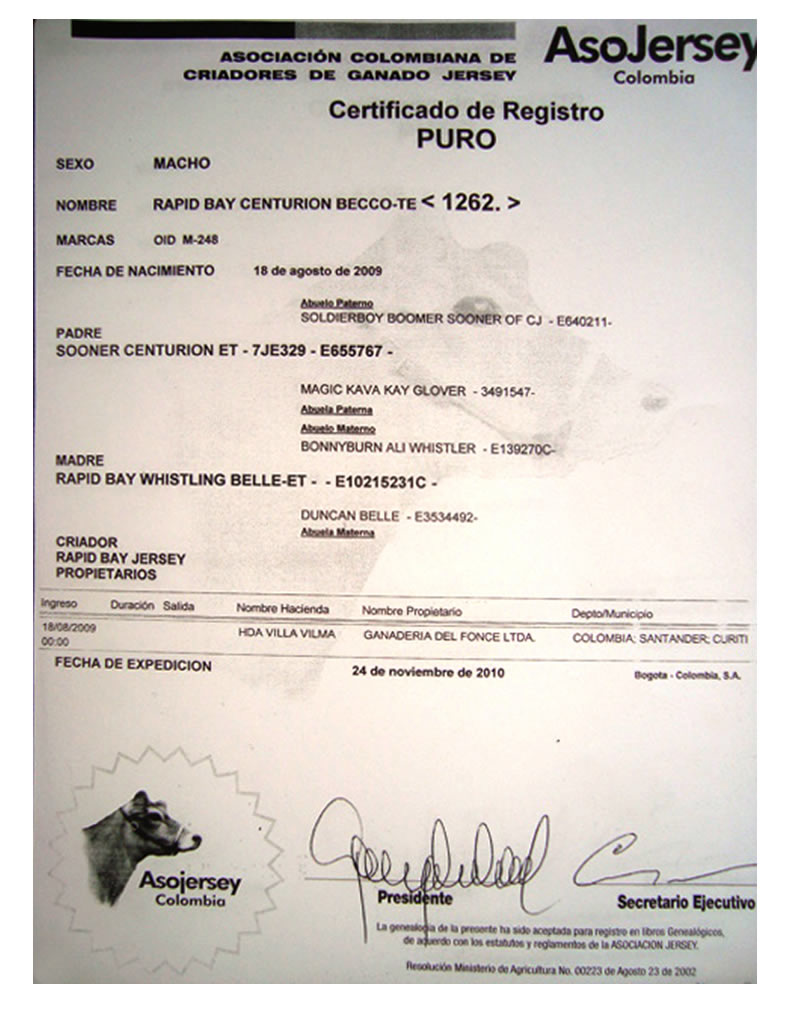 ASOCIACIÓN COLOMBIANA DE
CRIADORES DE GANADO JERSEY
AsoJersey
Colombia
Certificado de Registro
PURO
SEXO MACHO
NOMBRE RAPID BAY CENTURION BECCO-TE < 1262. >
MARCAS OID M-248
FECHA DE NACIMIENTO 18 de agosto de 2009
Abuelo Paterno
SOLDIERBOY BOOMER SOONER OF CJ - E640211-
PADRE
SOONER CENTURION ET - 7JE329 - E655767 -
MAGIC KAVA KAY GLOVER - 3491547-
Abuela Paterna
Abuelo Materno
BONNYBURN ALI WHISTLER - E139270C-
MADRE
RAPID BAY WHISTLING BELLE-ET - - E10215231C -
DUNCAN BELLE - E3534492-
Abuela Materna
CRIADOR
RAPID BAY JERSEY
PROPIETARIOS
Ingreso Duración Salida Nombre Hacienda Nombre Propietario Depto/Municipio
18/08/2009 HDA VILLA VILMA GANADERIA DEL FONCE LTDA. COLOMBIA; SANTANDER; CURITI
00:00
FECHA DE EXPEDICION 24 de noviembre de 2010 Bogota - Colombia, S.A.
Asojersey
Colombia
Presidente
Secretario Ejecutivo
La genealogia de la presente ha sido aceptada para registro en libros Genealógicos,
de acuerdo con los estatutos y reglamentos de la ASOCIACION JERSEY.
Resolución Ministerio de Agricultura No. 00223 de Agosto 23 de 2002